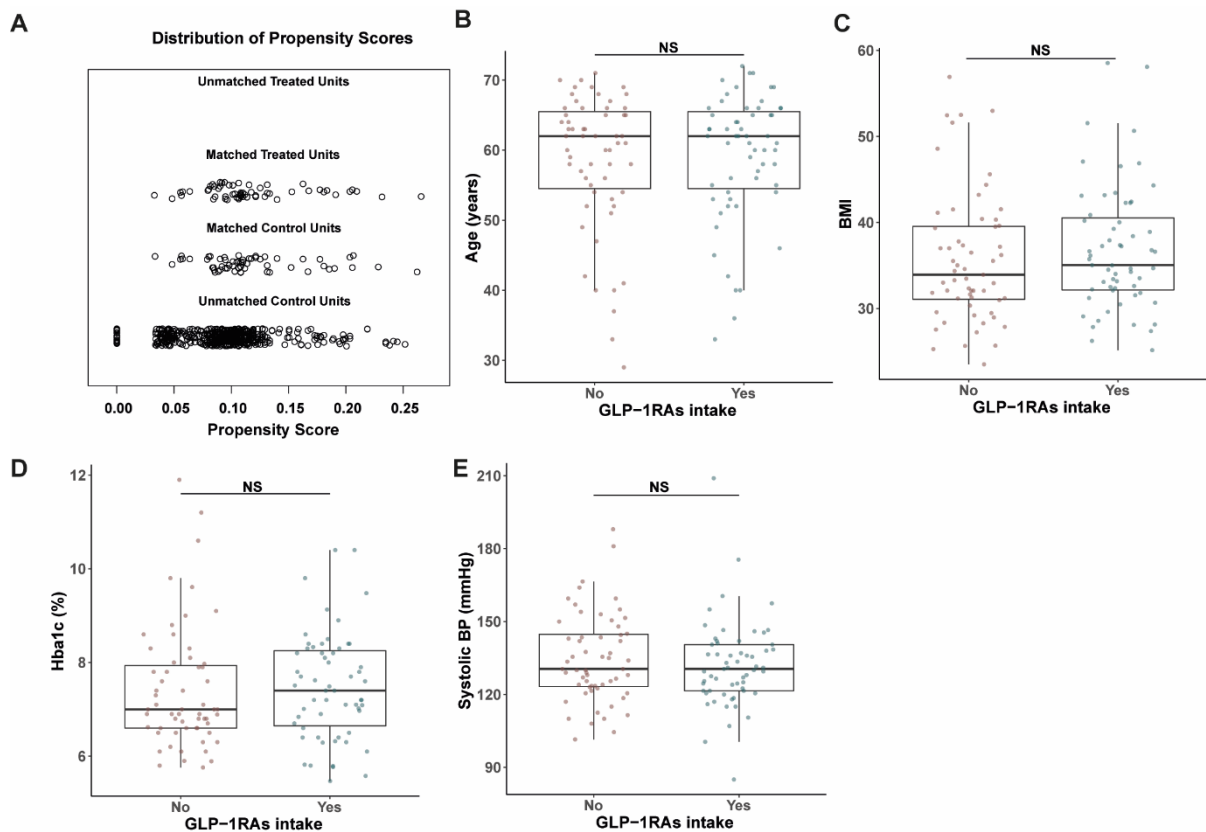 A
Distribution of Propensity Scores
Unmatched Treated Units
Matched Treated Units
Matched Control Units
Unmatched Control Units
0.00 0.05 0.10 0.15 0.20 0.25
Propensity Score
B
NS
70
60
50
40
30
Age (years)
No Yes
GLP−1RAs intake
C
NS
60
50
40
30
BMI
No Yes
GLP−1RAs intake
D
NS
12
10
8
6
Hba1c (%)
No Yes
GLP−1RAs intake
E
NS
210
180
150
120
90
Systolic BP (mmHg)
No Yes
GLP−1RAs intake